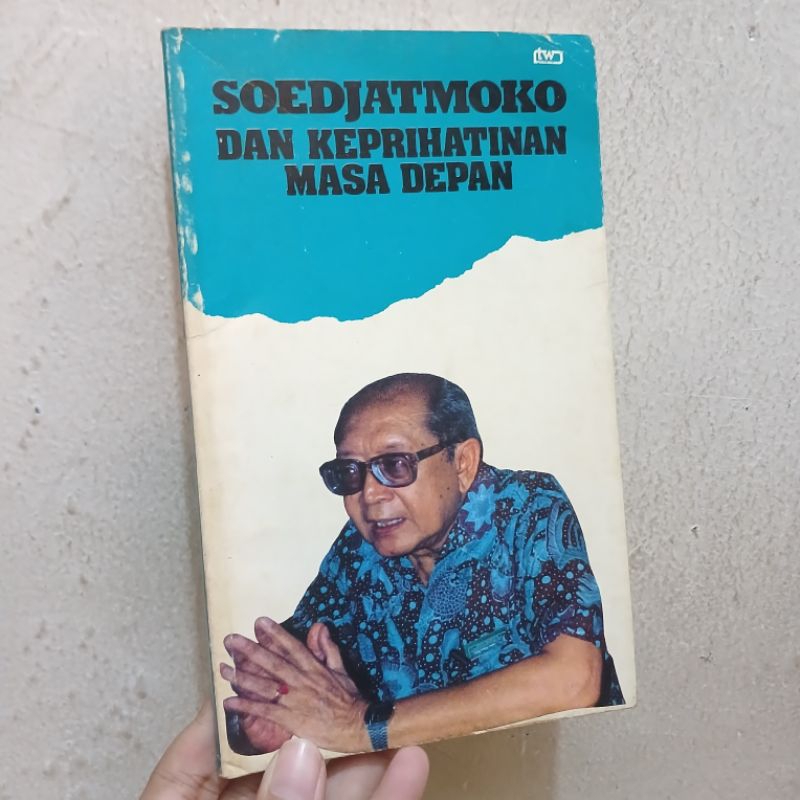 tw
SOEDJATMOKO
DAN KEPRIHATINAN
MASA DEPAN